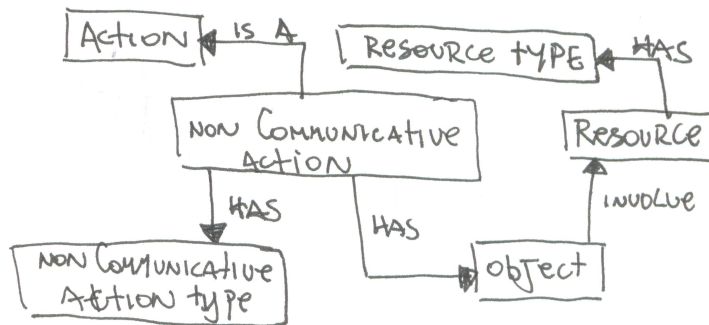 ACTION
IS A
RESOURCE TYPE
HAS
NON COMMUNICATIVE
ACTION
RESOURCE
HAS
HAS
INVOLVE
NON COMMUNICATIVE
ACTION TYPE
OBJECT